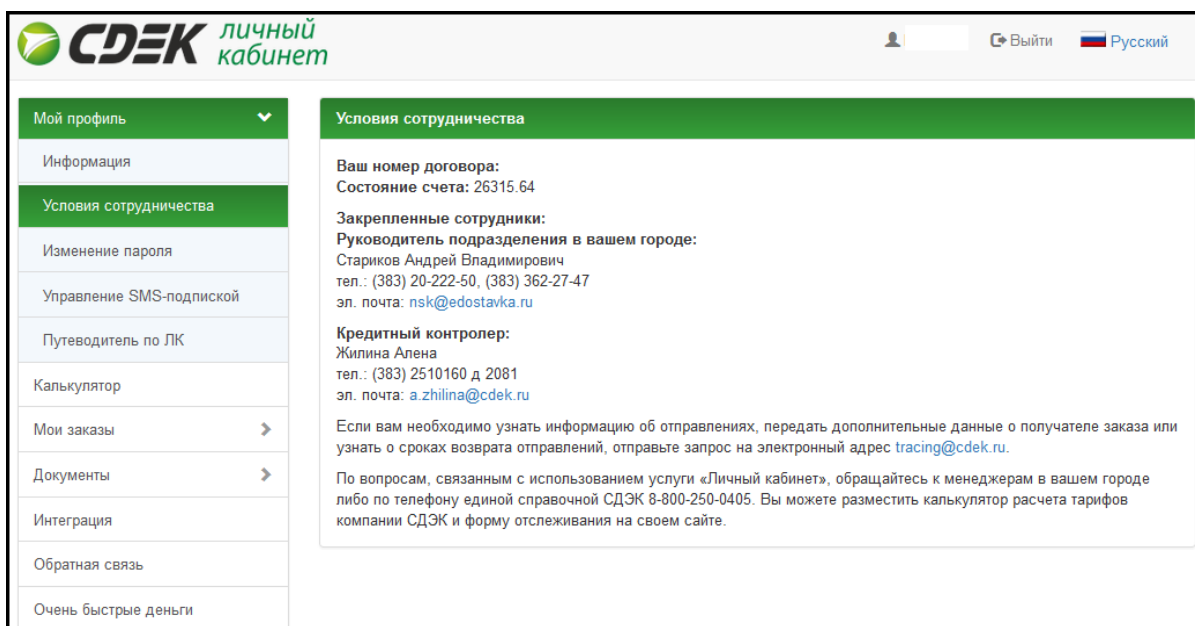 CDEK личный
кабинет
Выйти
Русский
Мой профиль
Информация
Условия сотрудничества
Изменение пароля
Управление SMS-подпиской
Путеводитель по ЛК
Калькулятор
Мои заказы
Документы
Интеграция
Обратная связь
Очень быстрые деньги
Условия сотрудничества
Ваш номер договора:
Состояние счета: 26315.64
Закрепленные сотрудники:
Руководитель подразделения в вашем городе:
Стариков Андрей Владимирович
тел.: (383) 20-222-50, (383) 362-27-47
эл. почта: nsk@edostavka.ru
Кредитный контролер:
Жилина Алена
тел.: (383) 2510160 д 2081
эл. почта: a.zhilina@cdek.ru
Если вам необходимо узнать информацию об отправлениях, передать дополнительные данные о получателе заказа или
узнать о сроках возврата отправлений, отправьте запрос на электронный адрес tracing@cdek.ru.
По вопросам, связанным с использованием услуги «Личный кабинет», обращайтесь к менеджерам в вашем городе
либо по телефону единой справочной СДЭК 8-800-250-0405. Вы можете разместить калькулятор расчета тарифов
компании СДЭК и форму отслеживания на своем сайте.